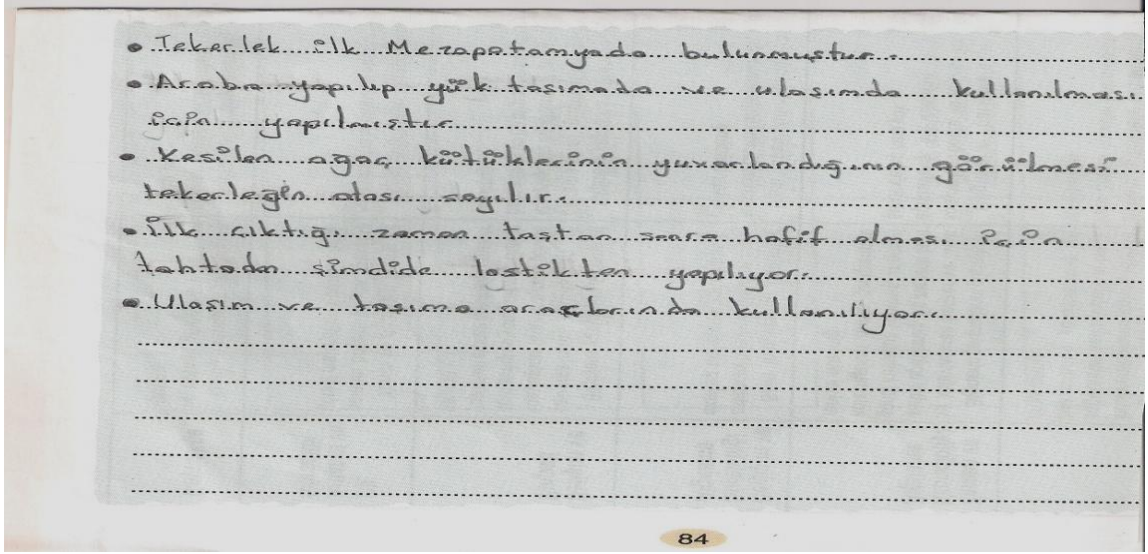 • Tekerlek ilk Mezapotamyada bulunmuştur.
• Araba yapılıp yük taşımada ve ulaşımda kullanılması
için yapılmıştır.
• Kesilen ağaç kütüklerinin yuvarlandığının görülmesi
tekerleğin atası sayılır.
• İlk çıktığı zaman taştan sonra hafif olması için
tahtadan şimdide lastikten yapılıyor.
• Ulaşım ve taşıma araçlarında kullanılıyor.
84